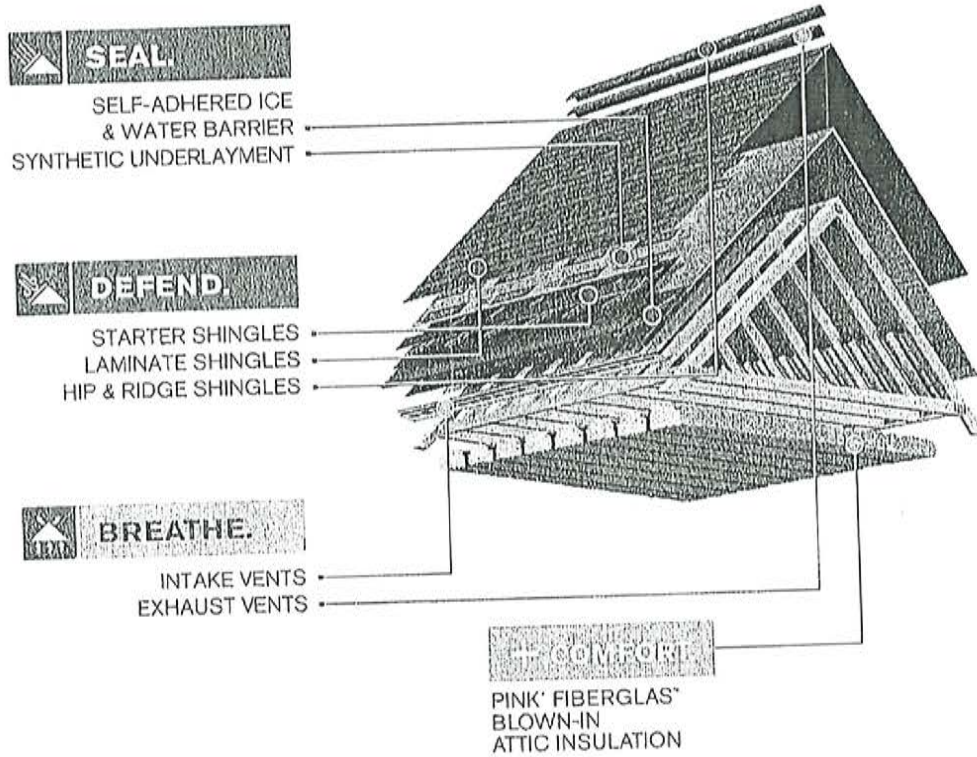 SEAL.
SELF-ADHERED ICE
& WATER BARRIER
SYNTHETIC UNDERLAYMENT
DEFEND.
STARTER SHINGLES
LAMINATE SHINGLES
HIP & RIDGE SHINGLES
BREATHE.
INTAKE VENTS
EXHAUST VENTS
+ COMFORT
PINK® FIBERGLAS™
BLOWN-IN
ATTIC INSULATION